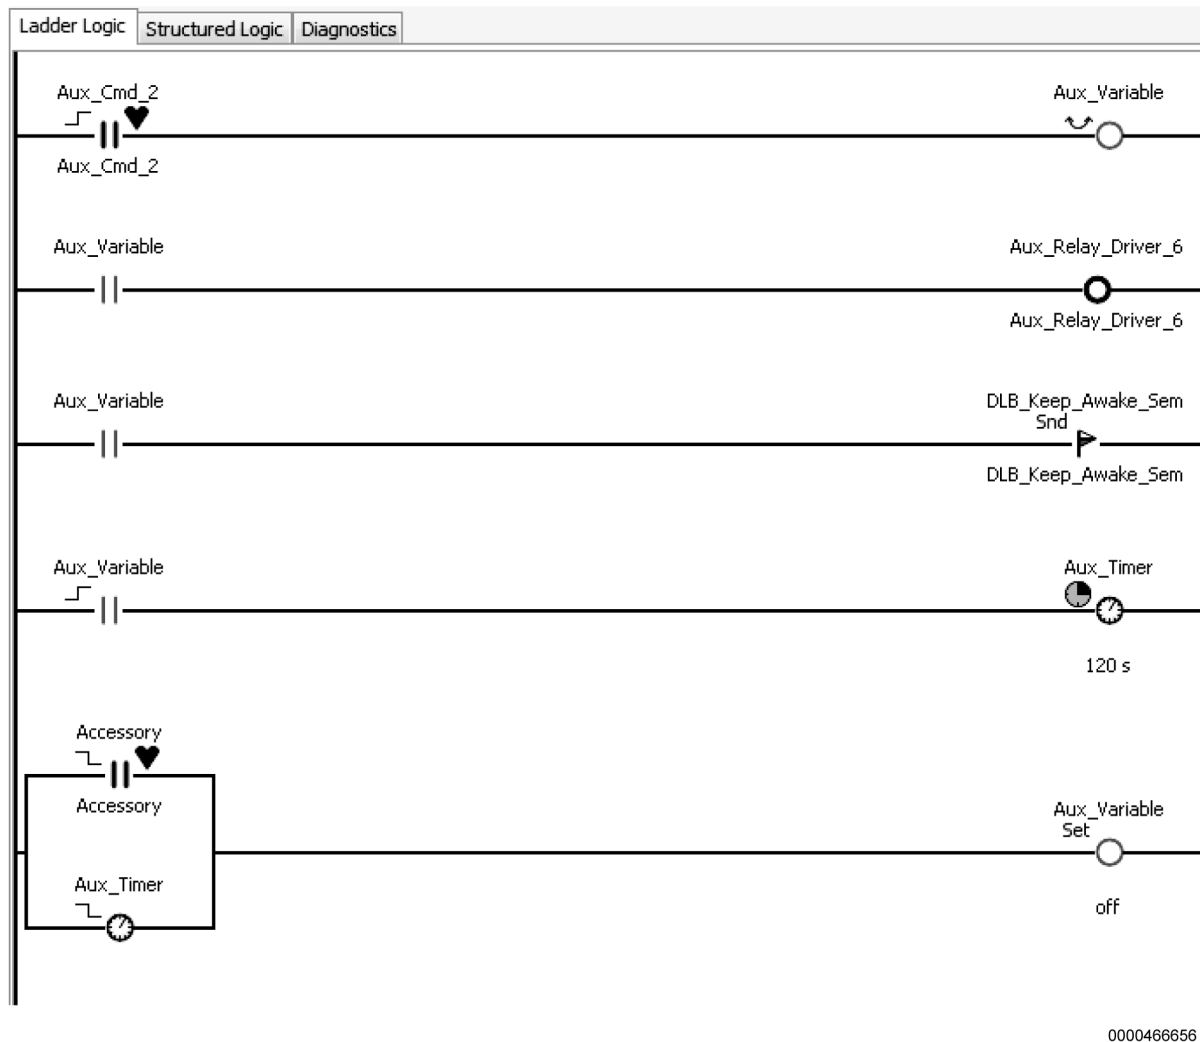 Ladder Logic Structured Logic Diagnostics
Aux_Cmd_2 Aux_Variable
Aux_Cmd_2
Aux_Variable Aux_Relay_Driver_6
Aux_Relay_Driver_6
Aux_Variable DLB_Keep_Awake_Sem
Snd
DLB_Keep_Awake_Sem
Aux_Variable Aux_Timer
120 s
Accessory
Accessory
Aux_Variable
Set
Aux_Timer
off
0000466656